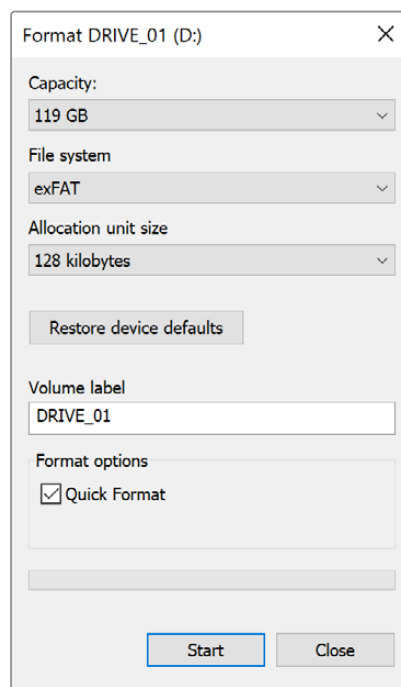 Format DRIVE_01 (D:)
Capacity:
119 GB
File system
exFAT
Allocation unit size
128 kilobytes
Restore device defaults
Volume label
DRIVE_01
Format options
Quick Format
Start Close